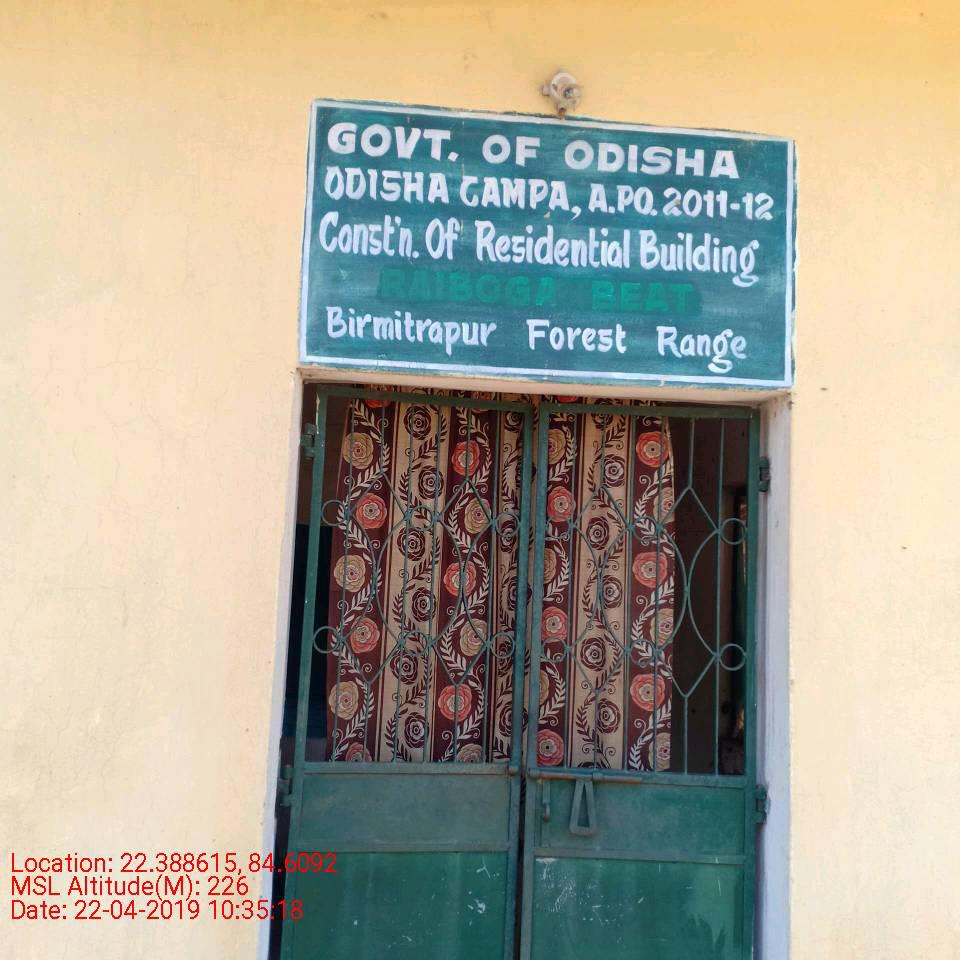 GOVT. OF ODISHA
ODISHA CAMPA, A.P.O. 2011-12
Const'n. Of Residential Building
RAIBOGA BEAT
Birmitrapur Forest Range
Location: 22.388615, 84.6092
MSL Altitude(M): 226
Date: 22-04-2019 10:35:18